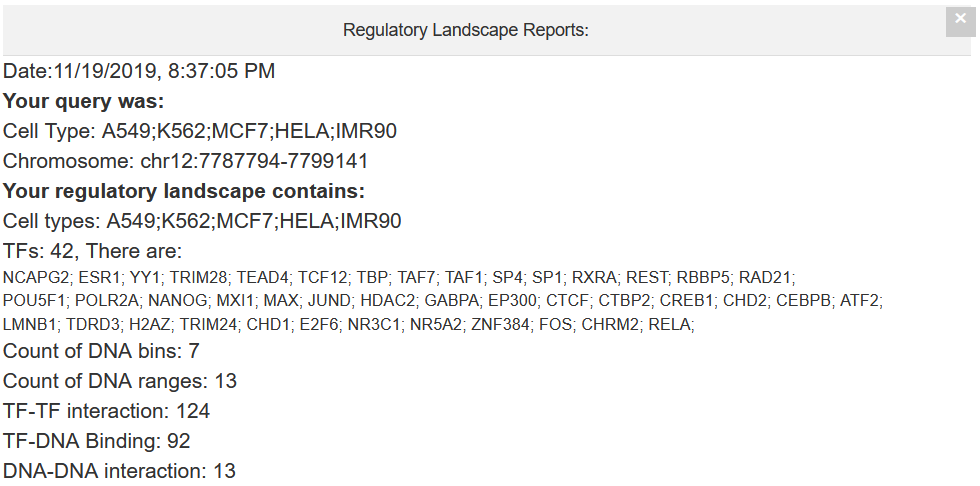 Regulatory Landscape Reports:
×
Date:11/19/2019, 8:37:05 PM
Your query was:
Cell Type: A549;K562;MCF7;HELA;IMR90
Chromosome: chr12:7787794-7799141
Your regulatory landscape contains:
Cell types: A549;K562;MCF7;HELA;IMR90
TFs: 42, There are:
NCAPG2; ESR1; YY1; TRIM28; TEAD4; TCF12; TBP; TAF7; TAF1; SP4; SP1; RXRA; REST; RBBP5; RAD21;
POU5F1; POLR2A; NANOG; MXI1; MAX; JUND; HDAC2; GABPA; EP300; CTCF; CTBP2; CREB1; CHD2; CEBPB; ATF2;
LMNB1; TDRD3; H2AZ; TRIM24; CHD1; E2F6; NR3C1; NR5A2; ZNF384; FOS; CHRM2; RELA;
Count of DNA bins: 7
Count of DNA ranges: 13
TF-TF interaction: 124
TF-DNA Binding: 92
DNA-DNA interaction: 13